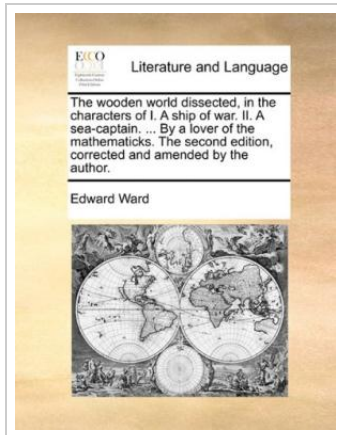 ECCO
Literature and Language
The wooden world dissected, in the
characters of I. A ship of war. II. A
sea-captain. ... By a lover of the
mathematicks. The second edition,
corrected and amended by the
author.
Edward Ward